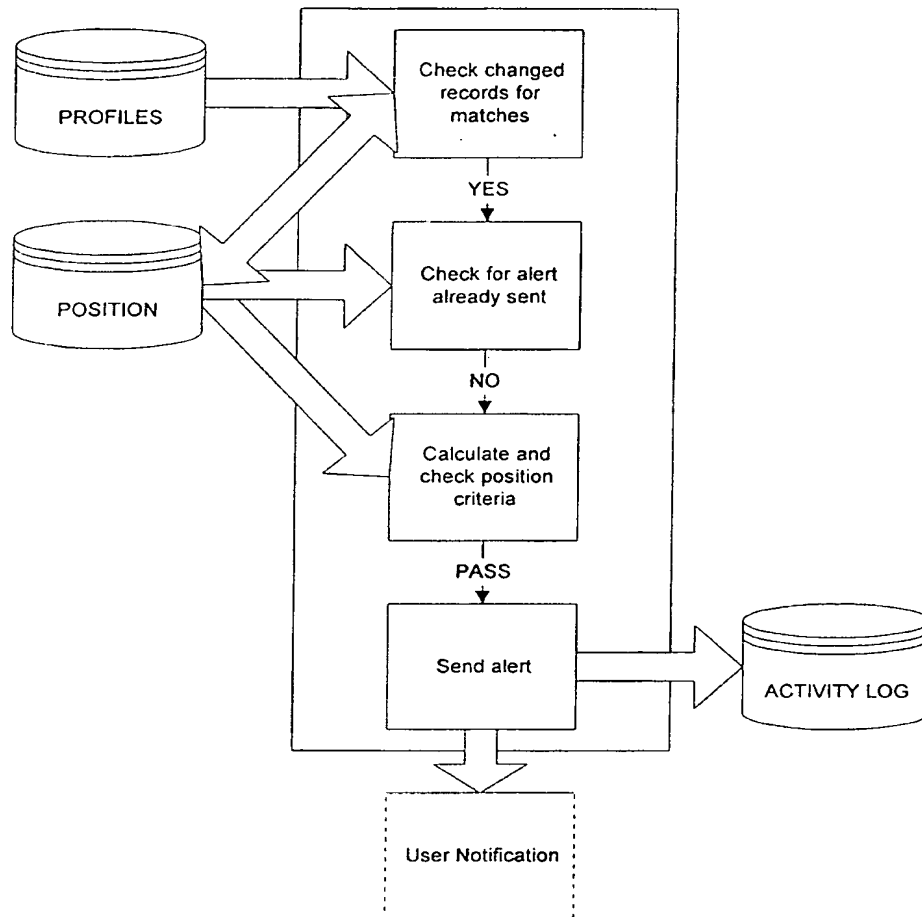 PROFILES
Check changed
records for
matches
YES
POSITION
Check for alert
already sent
NO
Calculate and
check position
criteria
PASS
Send alert
ACTIVITY LOG
User Notification